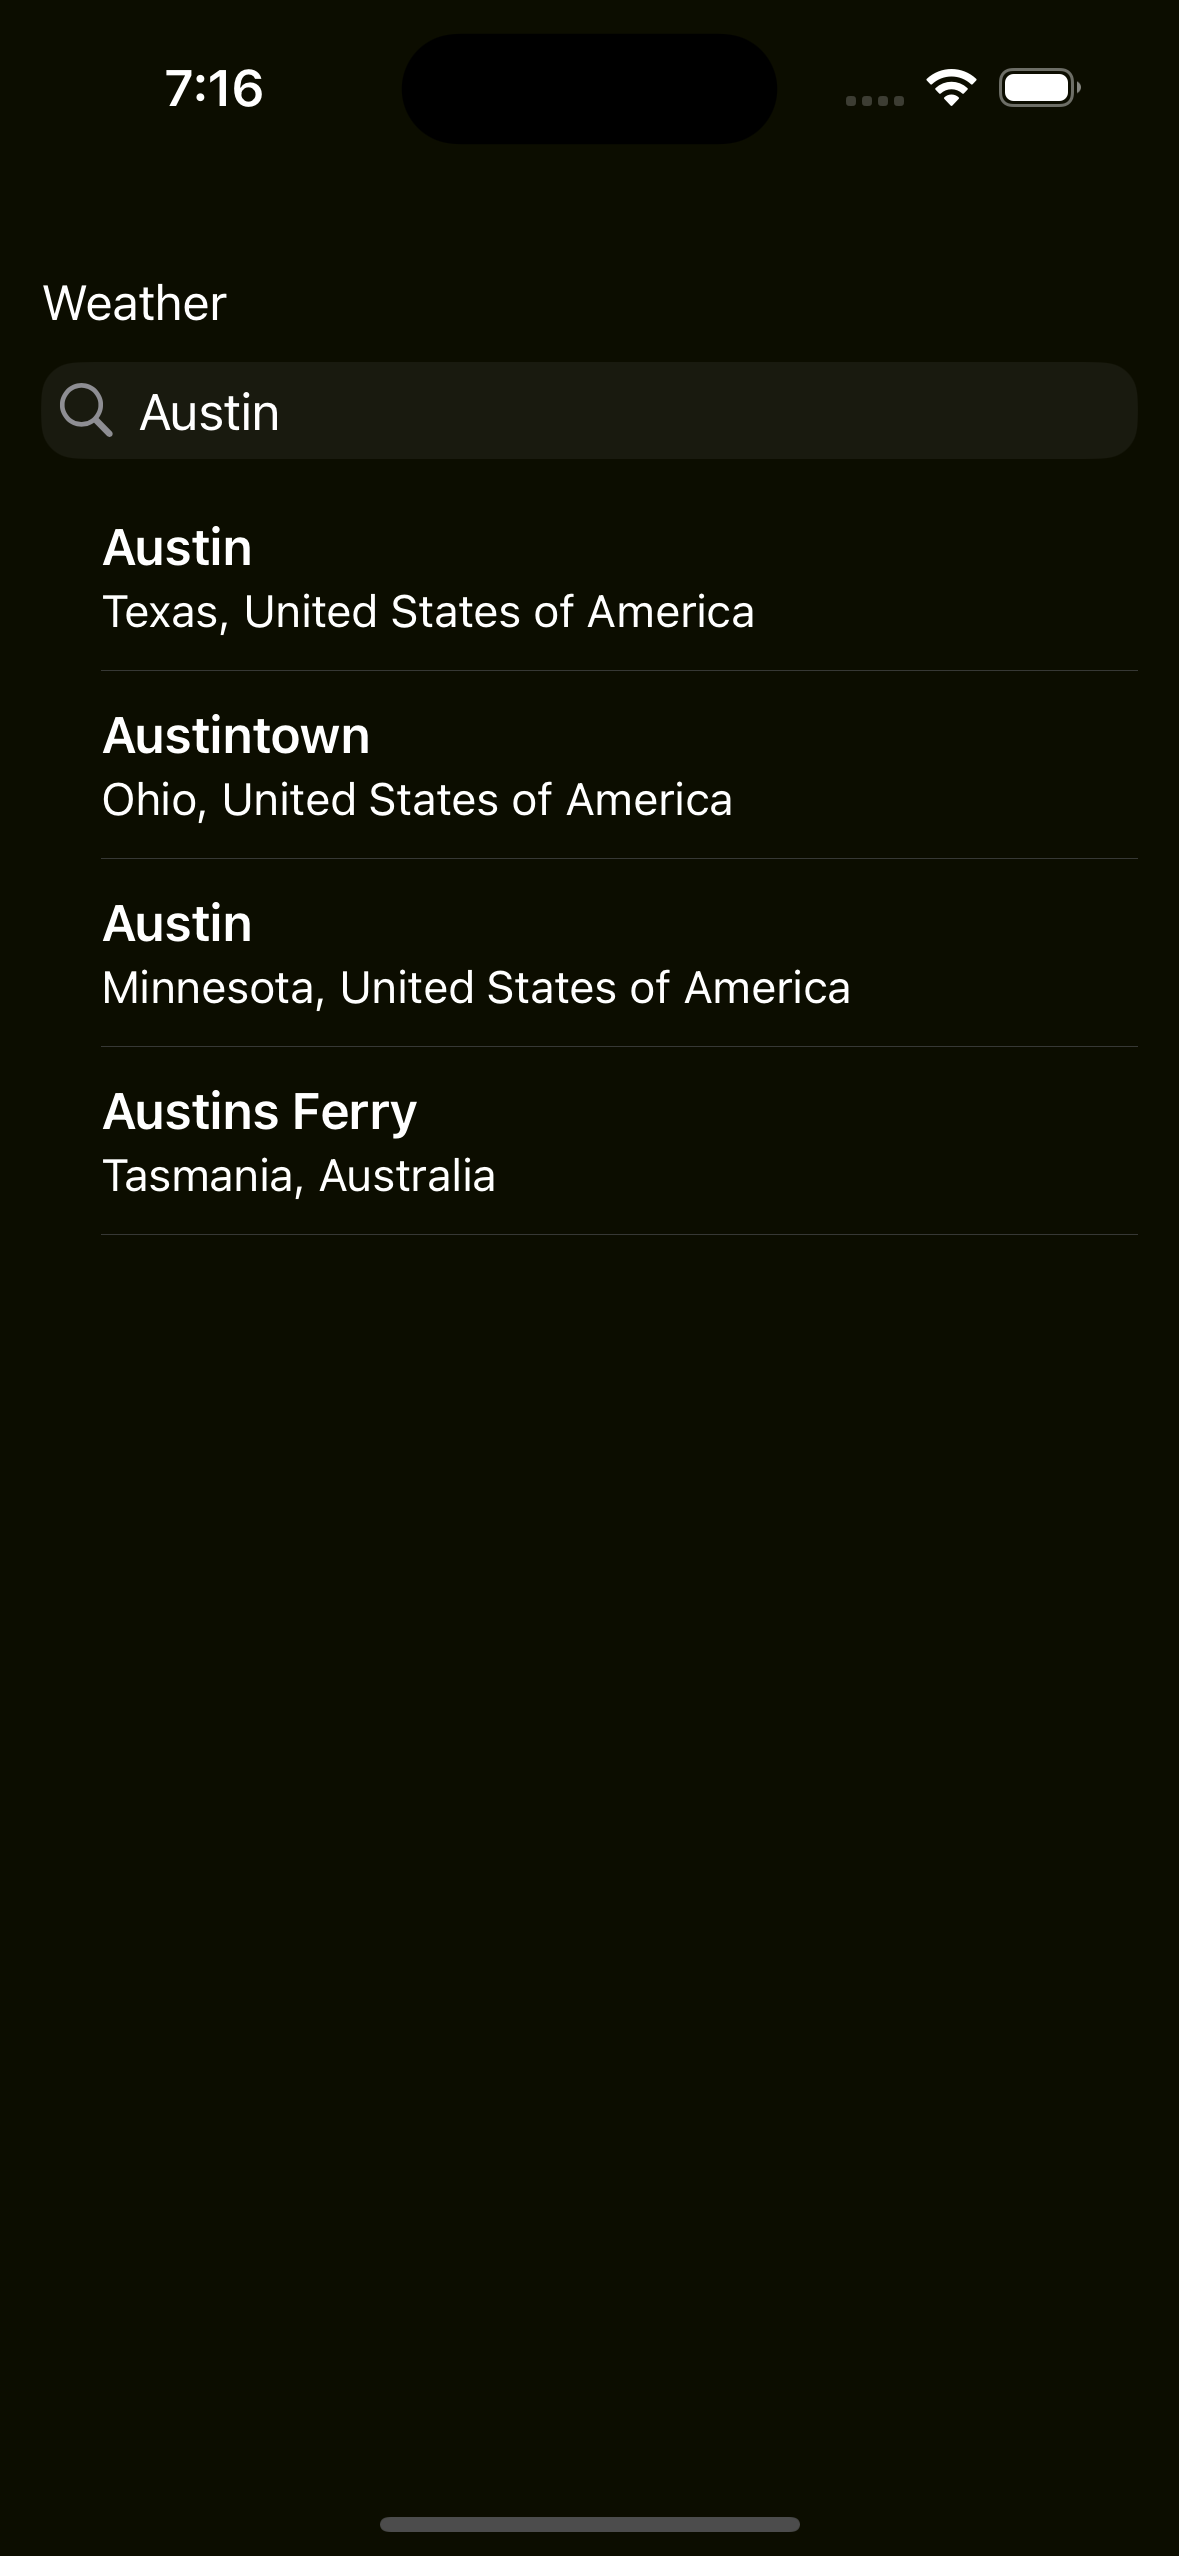 7:16
Weather
Austin
Austin
Texas, United States of America
Austintown
Ohio, United States of America
Austin
Minnesota, United States of America
Austins Ferry
Tasmania, Australia